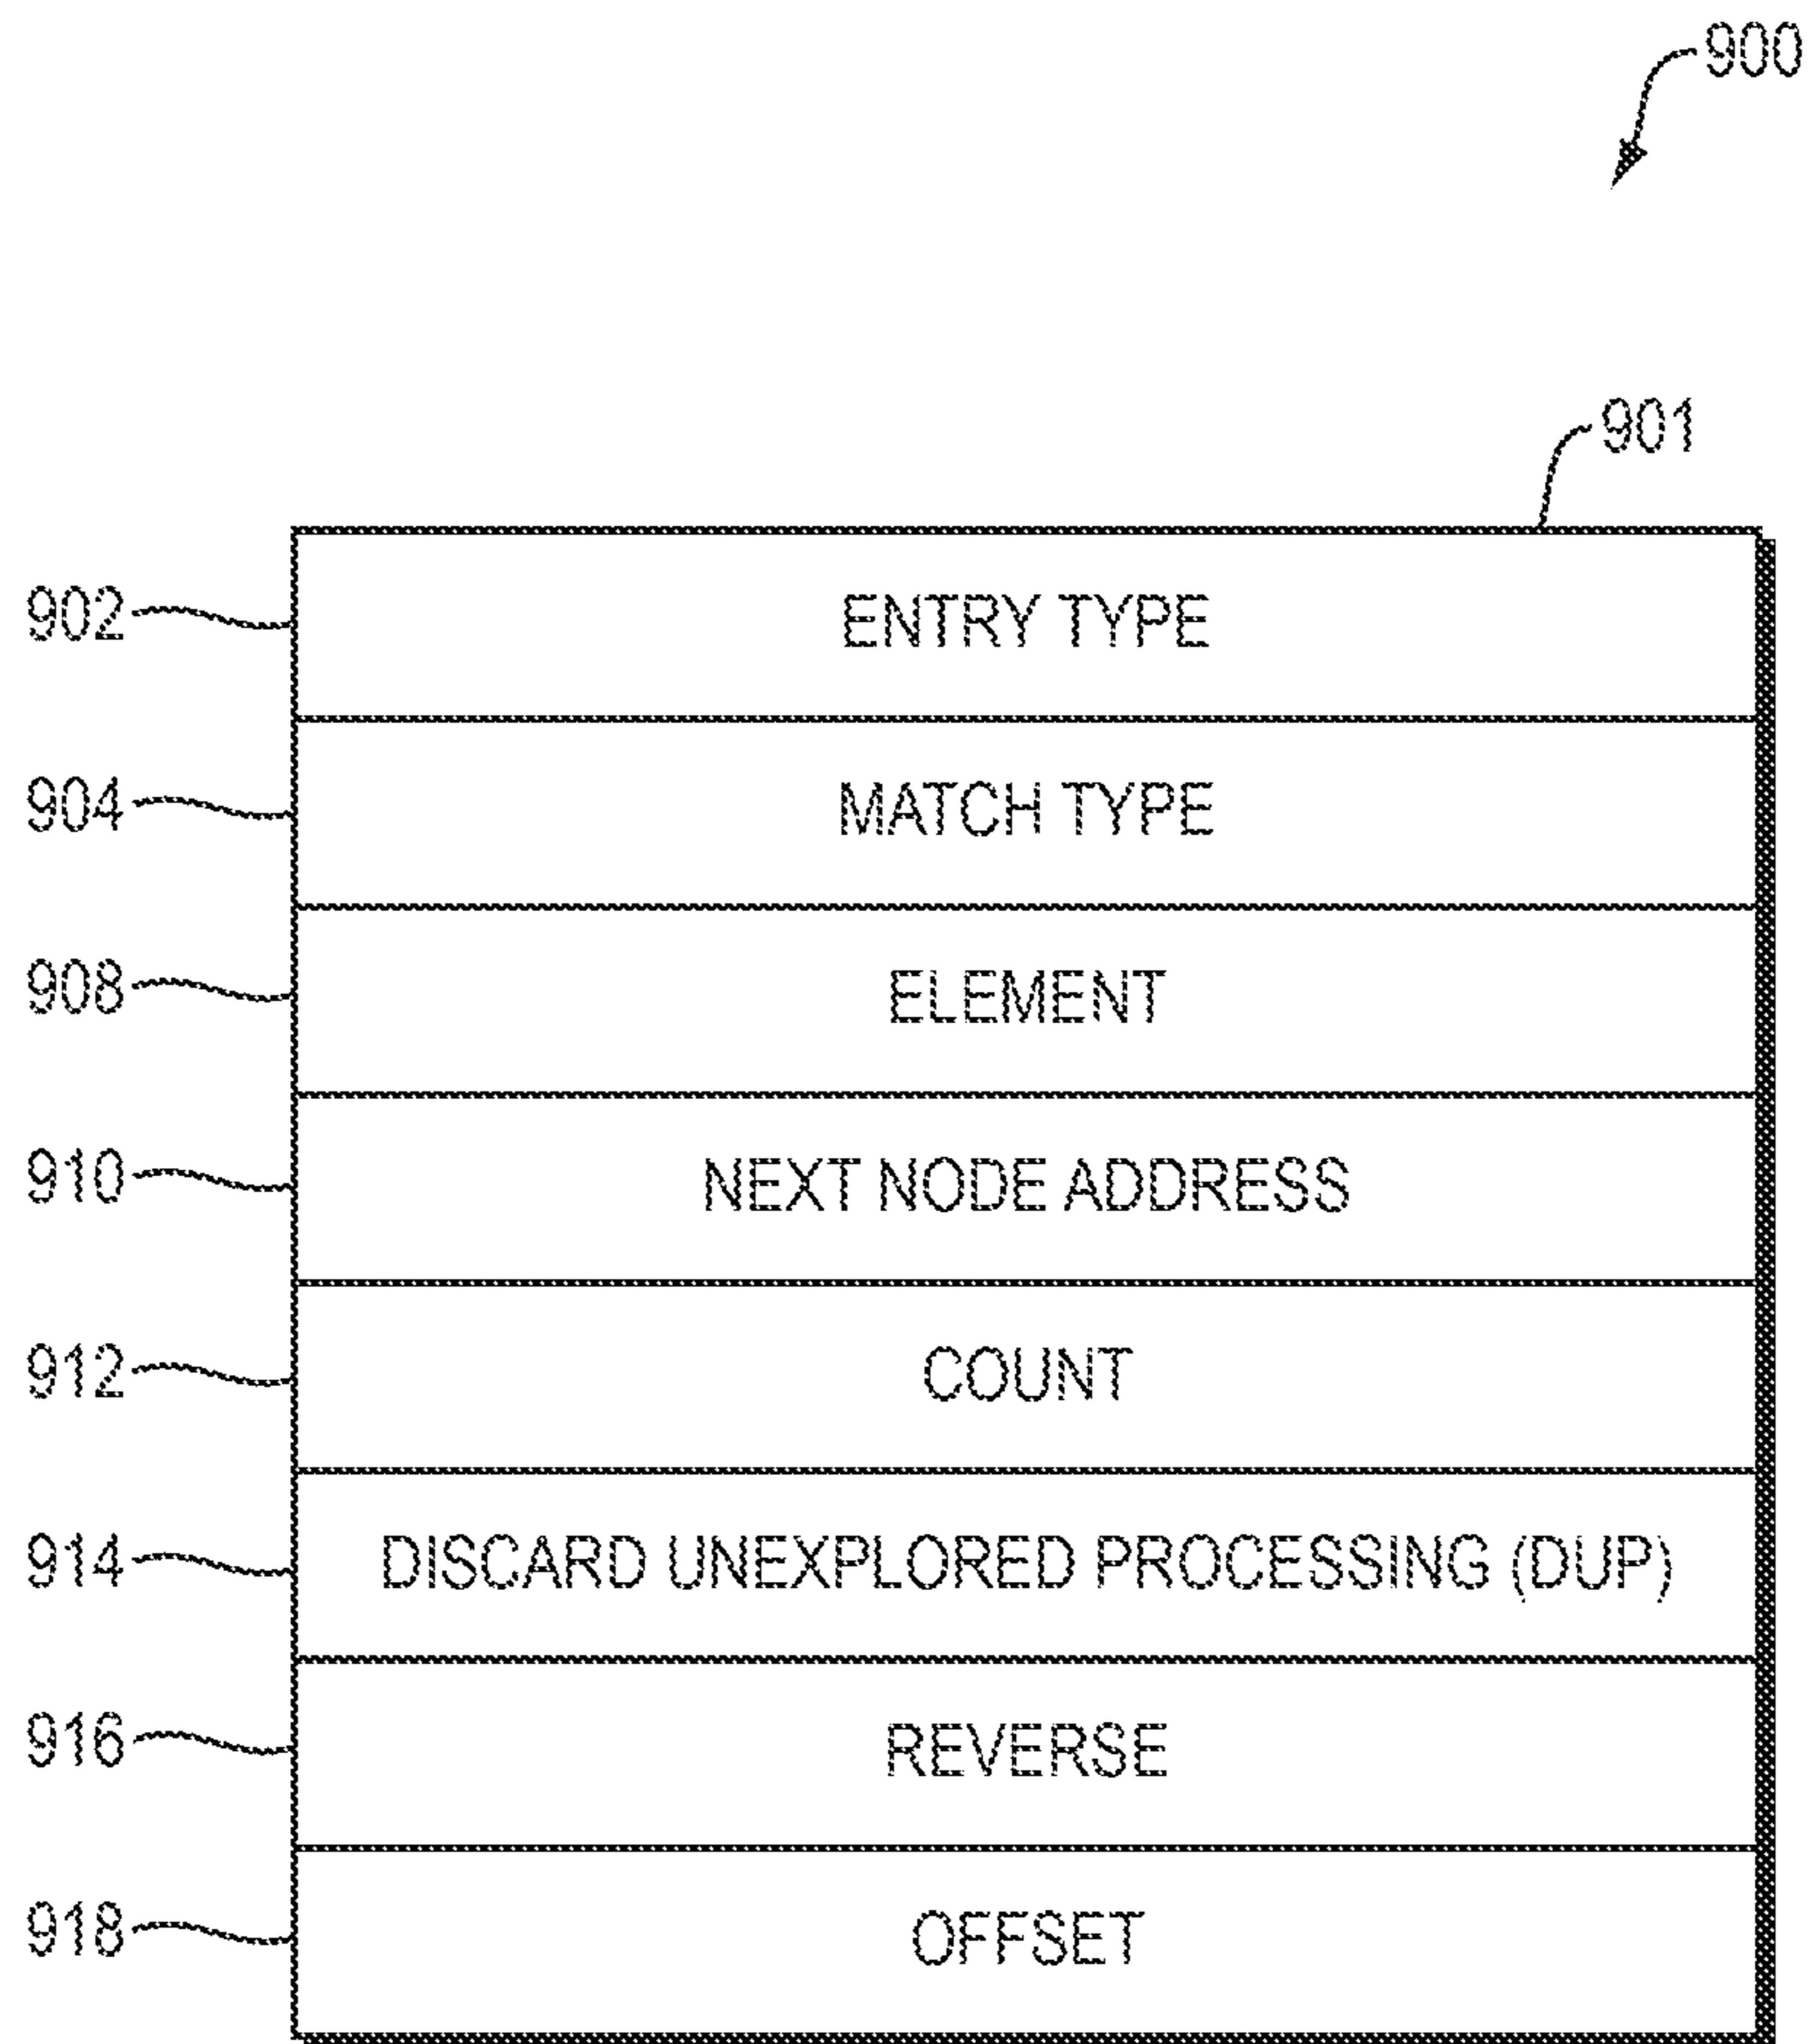 900
901
902 ENTRY TYPE
904 MATCH TYPE
908 ELEMENT
910 NEXT NODE ADDRESS
912 COUNT
914 DISCARD UNEXPLORED PROCESSING (DUP)
916 REVERSE
918 OFFSET